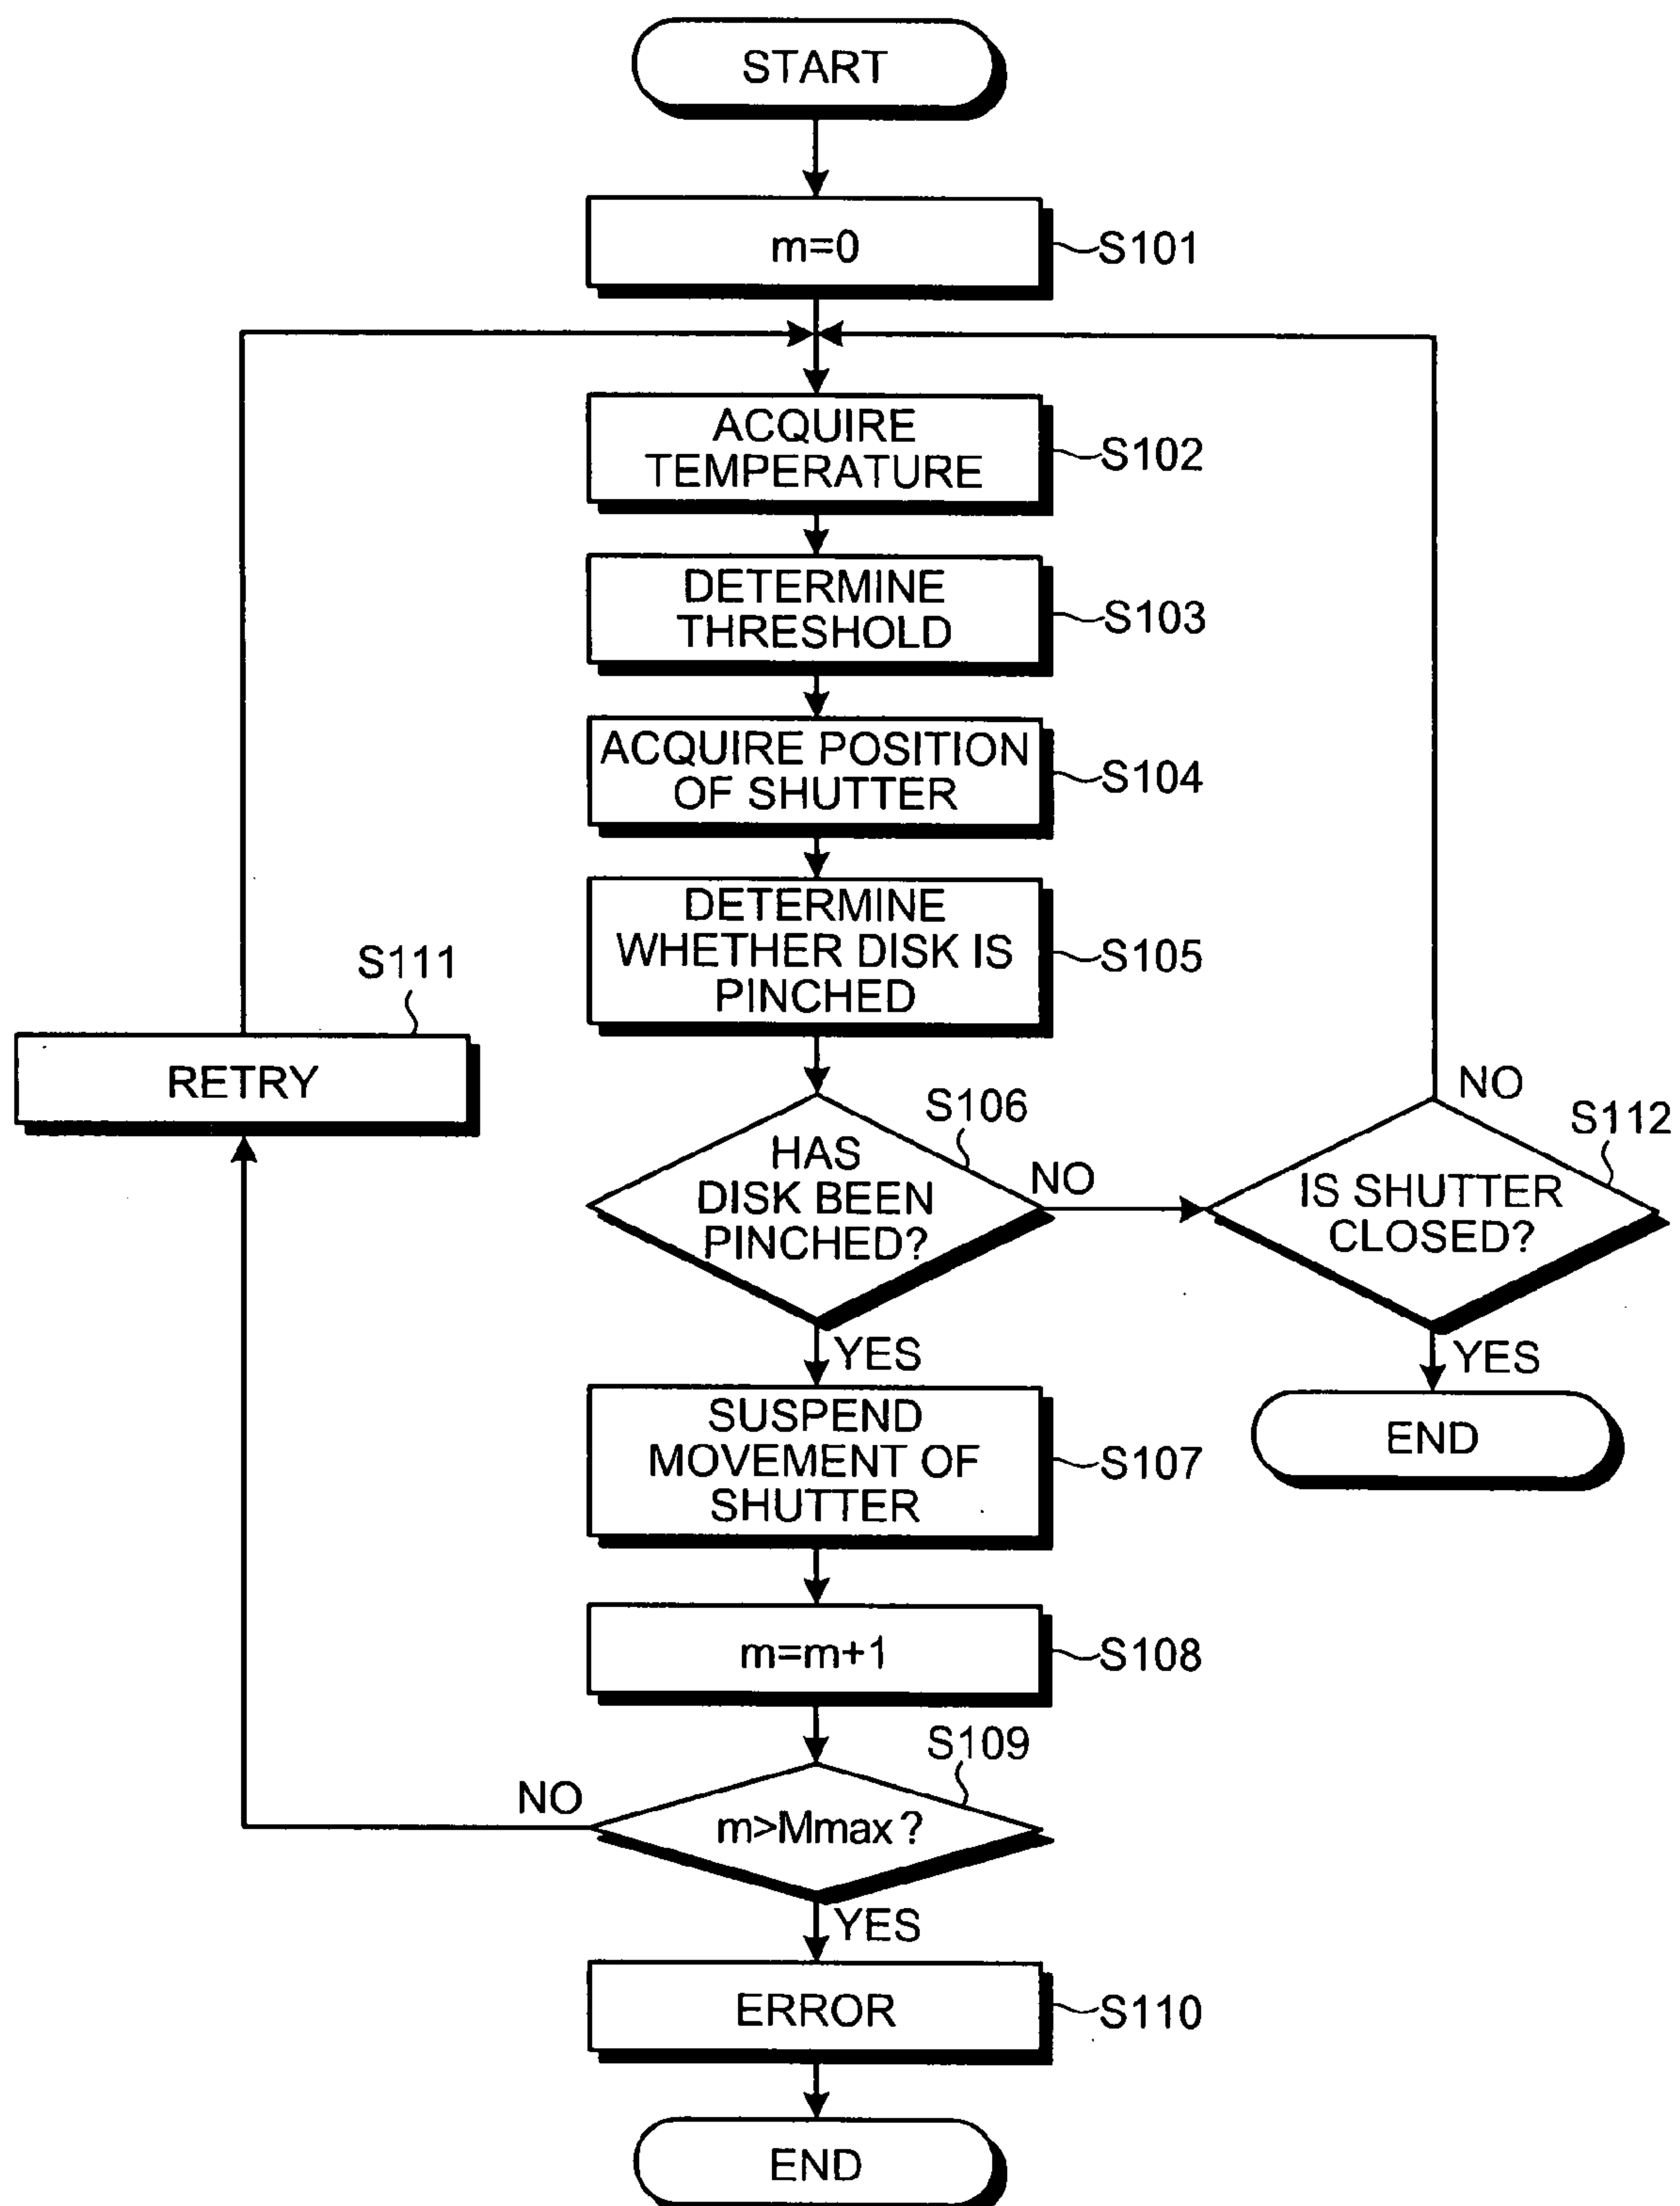 START
m=0
S101
ACQUIRE
TEMPERATURE
S102
DETERMINE
THRESHOLD
S103
ACQUIRE POSITION
OF SHUTTER
S104
DETERMINE
WHETHER DISK IS
PINCHED
S105
S111
RETRY
S106
HAS
DISK BEEN
PINCHED?
NO
NO
S112
IS SHUTTER
CLOSED?
YES
END
YES
SUSPEND
MOVEMENT OF
SHUTTER
S107
m=m+1
S108
S109
NO
m>Mmax?
YES
ERROR
S110
END